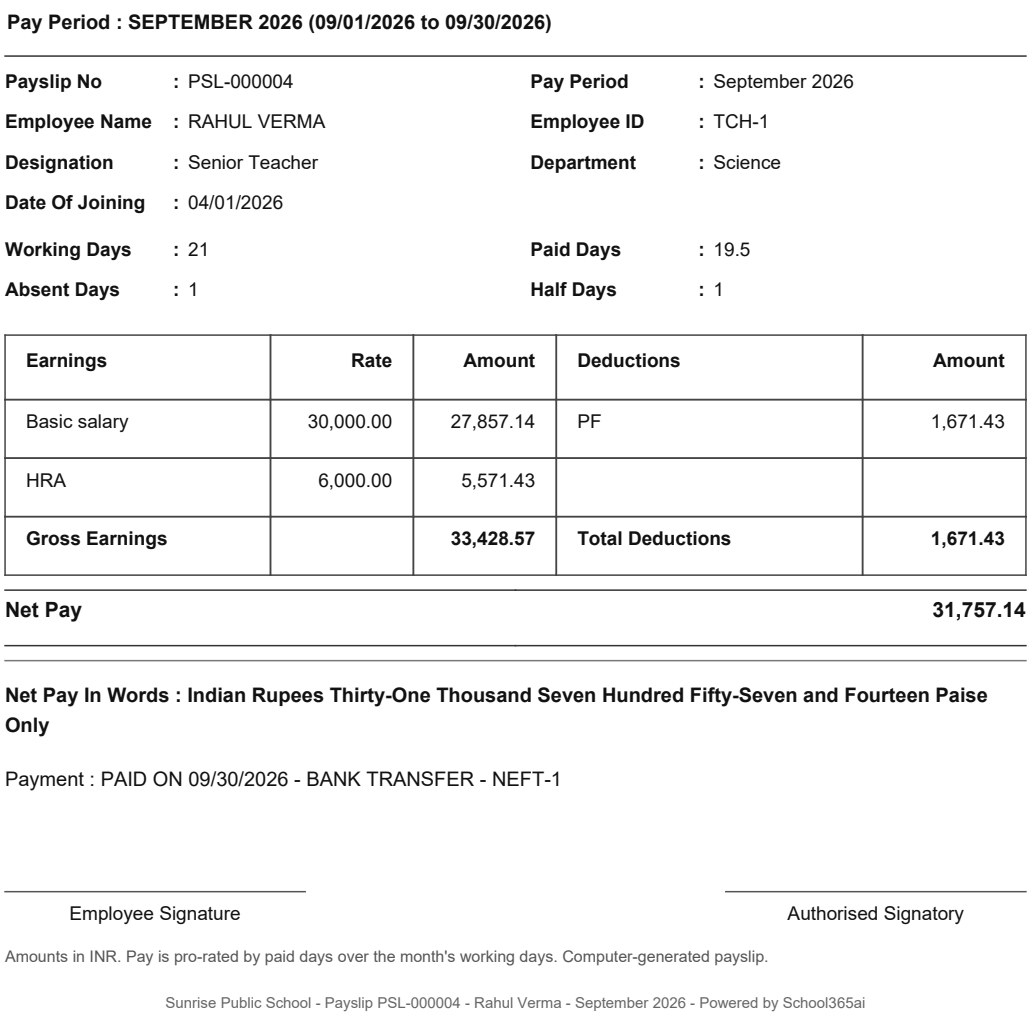 Pay Period : SEPTEMBER 2026 (09/01/2026 to 09/30/2026)
Payslip No : PSL-000004 Pay Period : September 2026
Employee Name : RAHUL VERMA Employee ID : TCH-1
Designation : Senior Teacher Department : Science
Date Of Joining : 04/01/2026
Working Days : 21 Paid Days : 19.5
Absent Days : 1 Half Days : 1
Earnings Rate Amount Deductions Amount
Basic salary 30,000.00 27,857.14 PF 1,671.43
HRA 6,000.00 5,571.43
Gross Earnings 33,428.57 Total Deductions 1,671.43
Net Pay 31,757.14
Net Pay In Words : Indian Rupees Thirty-One Thousand Seven Hundred Fifty-Seven and Fourteen Paise
Only
Payment : PAID ON 09/30/2026 - BANK TRANSFER - NEFT-1
Employee Signature Authorised Signatory
Amounts in INR. Pay is pro-rated by paid days over the month's working days. Computer-generated payslip.
Sunrise Public School - Payslip PSL-000004 - Rahul Verma - September 2026 - Powered by School365ai